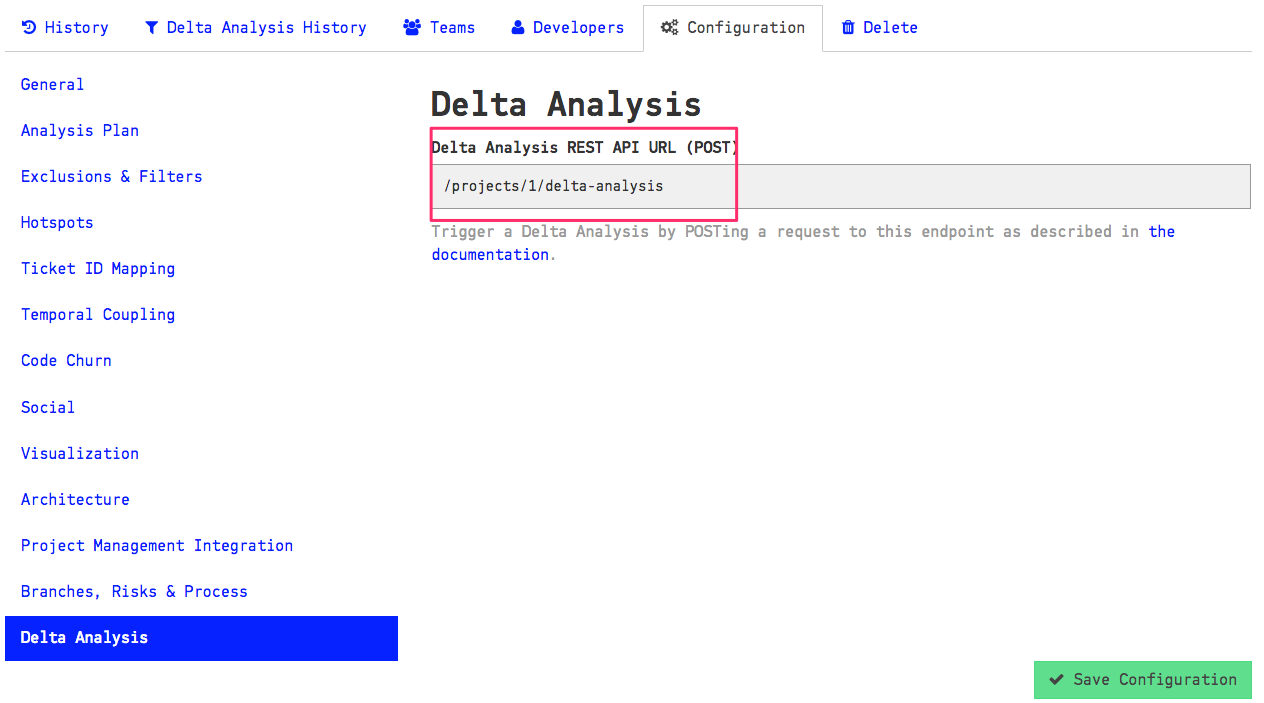 History Delta Analysis History Teams Developers Configuration Delete
General
Analysis Plan
Exclusions & Filters
Hotspots
Ticket ID Mapping
Temporal Coupling
Code Churn
Social
Visualization
Architecture
Project Management Integration
Branches, Risks & Process
Delta Analysis
Delta Analysis
Delta Analysis REST API URL (POST)
/projects/1/delta-analysis
Trigger a Delta Analysis by POSTing a request to this endpoint as described in the
documentation.
Save Configuration